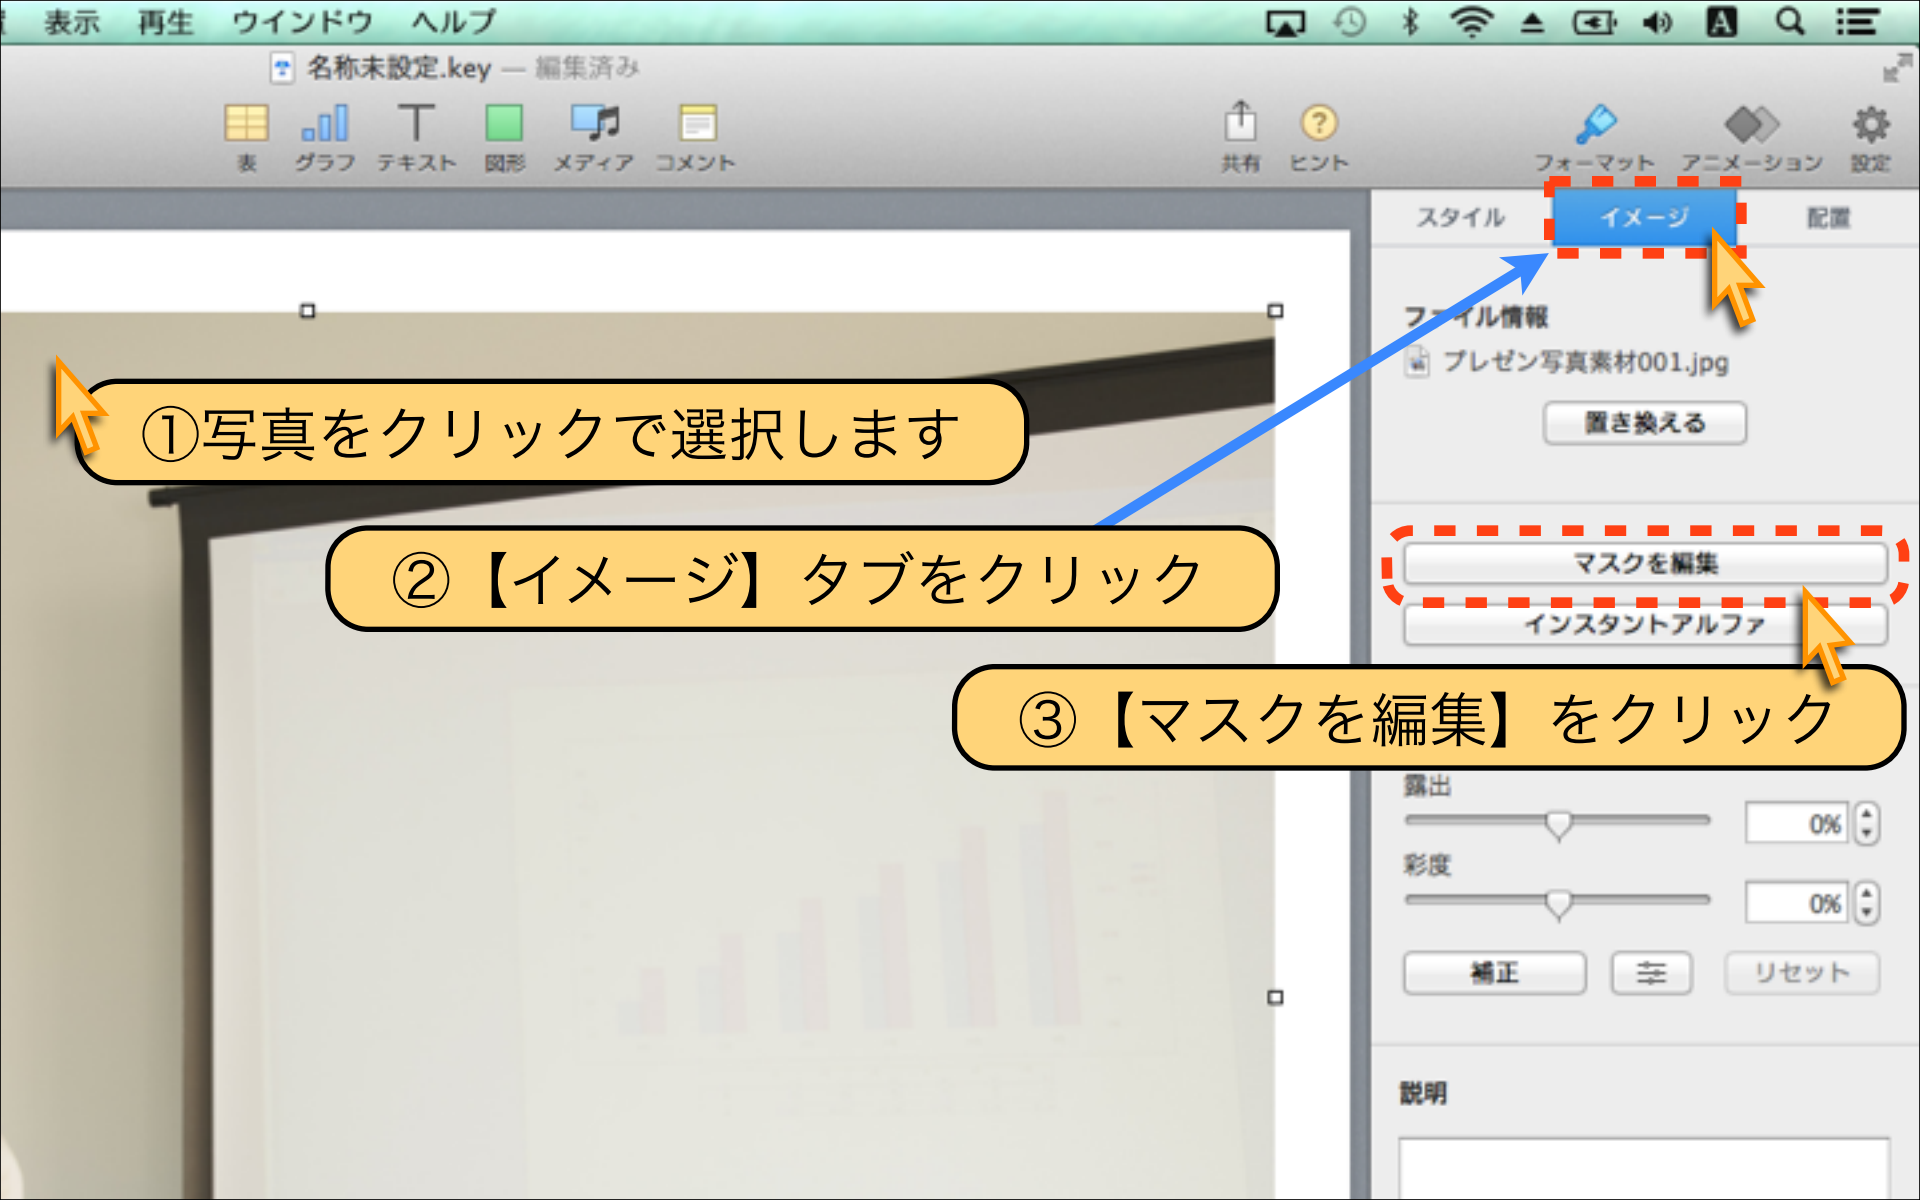 表示 再生 ウインドウ ヘルプ
A
名称未設定.key — 編集済み
表 グラフ テキスト 図形 メディア コメント 共有 ヒント フォーマット アニメーション 設定
スタイル イメージ 配置
ファイル情報
プレゼン写真素材001.jpg
置き換える
①写真をクリックで選択します
②【イメージ】タブをクリック
マスクを編集
インスタントアルファ
③【マスクを編集】をクリック
露出
0%
彩度
0%
補正 リセット
説明